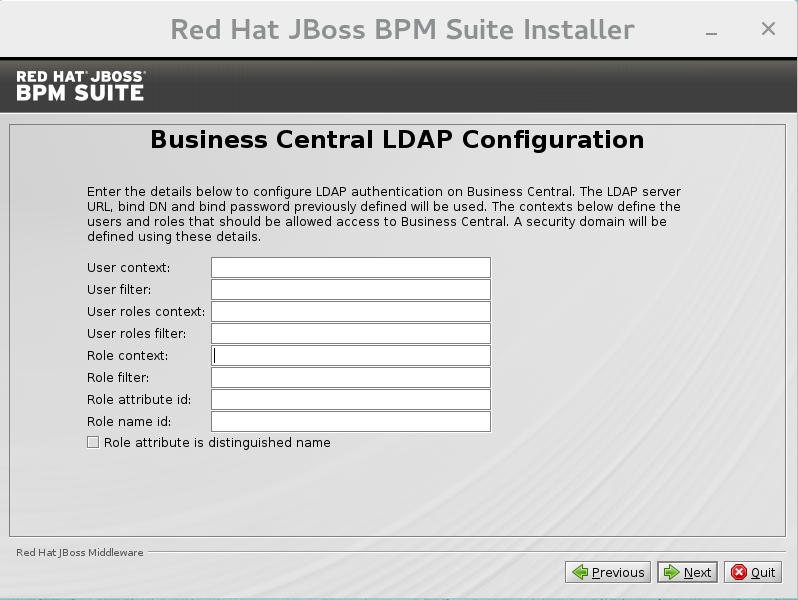 Red Hat JBoss BPM Suite Installer
RED HAT JBOSS
BPM SUITE
Business Central LDAP Configuration
Enter the details below to configure LDAP authentication on Business Central. The LDAP server
URL, bind DN and bind password previously defined will be used. The contexts below define the
users and roles that should be allowed access to Business Central. A security domain will be
defined using these details.
User context:
User filter:
User roles context:
User roles filter:
Role context:
Role filter:
Role attribute id:
Role name id:
Role attribute is distinguished name
Red Hat JBoss Middleware
Previous Next Quit